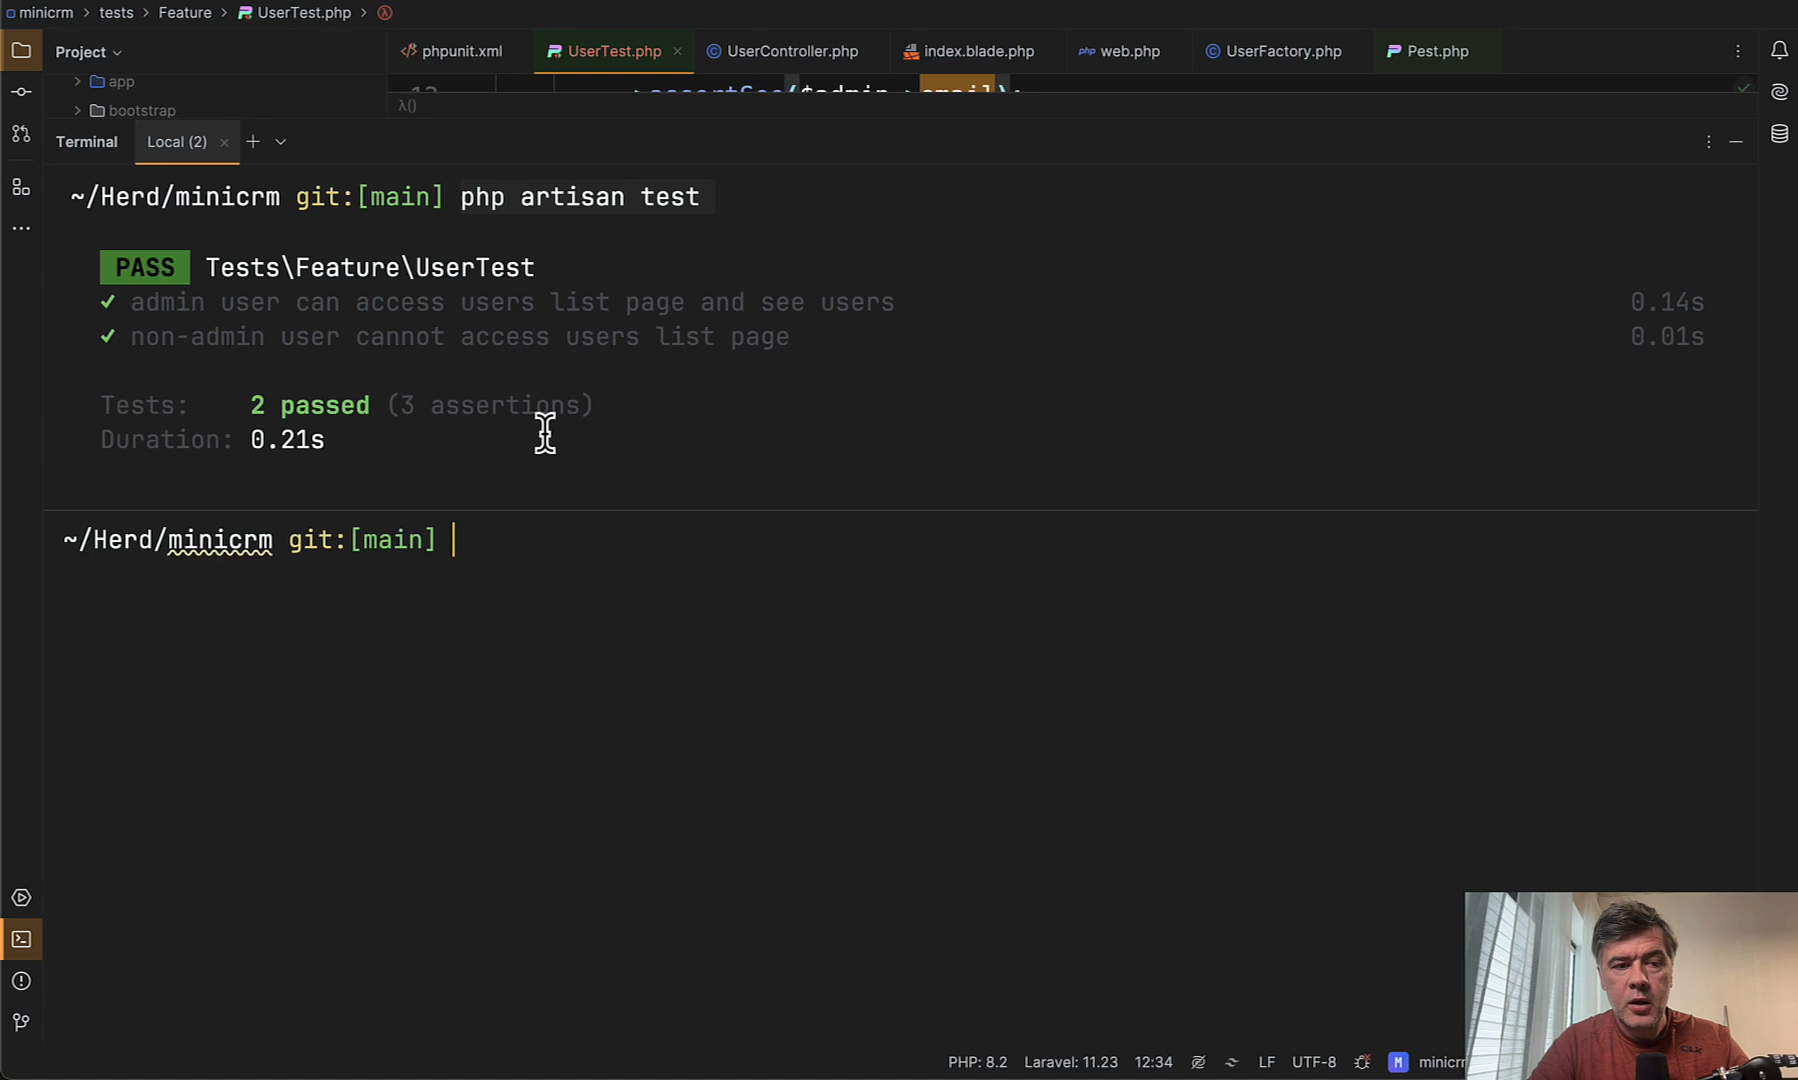 minicrm > tests > Feature > UserTest.php >
Project
phpunit.xml
UserTest.php
UserController.php
index.blade.php
php web.php
UserFactory.php
Pest.php
app
bootstrap
λ()
Terminal
Local (2)
~/Herd/minicrm git:[main] php artisan test
PASS Tests\Feature\UserTest
✓ admin user can access users list page and see users 0.14s
✓ non-admin user cannot access users list page 0.01s
Tests: 2 passed (3 assertions)
Duration: 0.21s
~/Herd/minicrm git:[main]
PHP: 8.2 Laravel: 11.23 12:34 LF UTF-8 M minicr